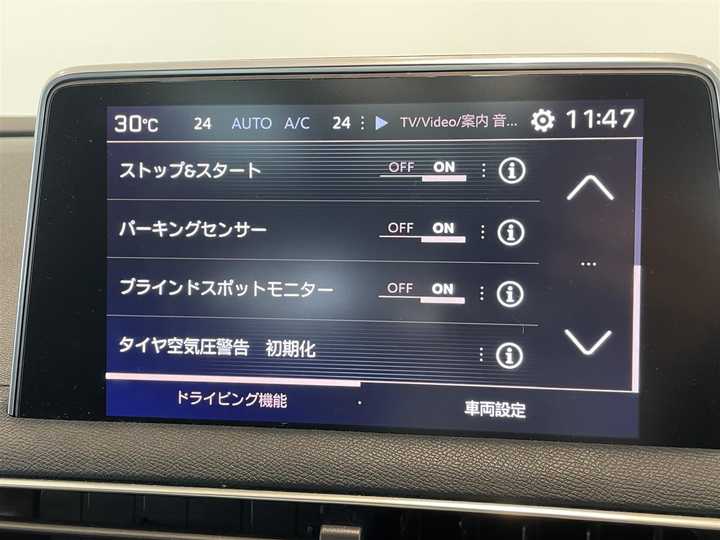 30℃ 24 AUTO A/C 24 TV/Video/案内 音... 11:47
ストップ&スタート OFF ON
パーキングセンサー OFF ON
ブラインドスポットモニター OFF ON
タイヤ空気圧警告 初期化
ドライビング機能 車両設定